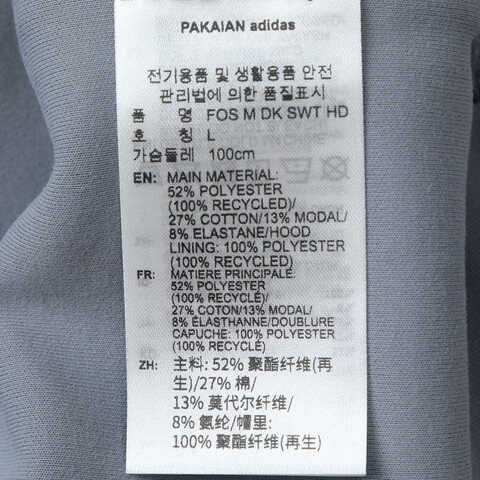 PAKAIAN adidas
전기용품 및 생활용품 안전
관리법에 의한 품질표시
품 명 FOS M DK SWT HD
호 칭 L
가슴둘레 100cm
EN: MAIN MATERIAL:
52% POLYESTER
(100% RECYCLED)/
27% COTTON/13% MODAL/
8% ELASTANE/HOOD
LINING: 100% POLYESTER
(100% RECYCLED)
FR: MATIERE PRINCIPALE:
52% POLYESTER
(100% RECYCLÉ)/
27% COTON/13% MODAL/
8% ÉLASTHANNE/DOUBLURE
CAPUCHE: 100% POLYESTER
(100% RECYCLÉ)
ZH: 主料: 52% 聚酯纤维(再
生)/27% 棉/
13% 莫代尔纤维/
8% 氨纶/帽里:
100% 聚酯纤维(再生)